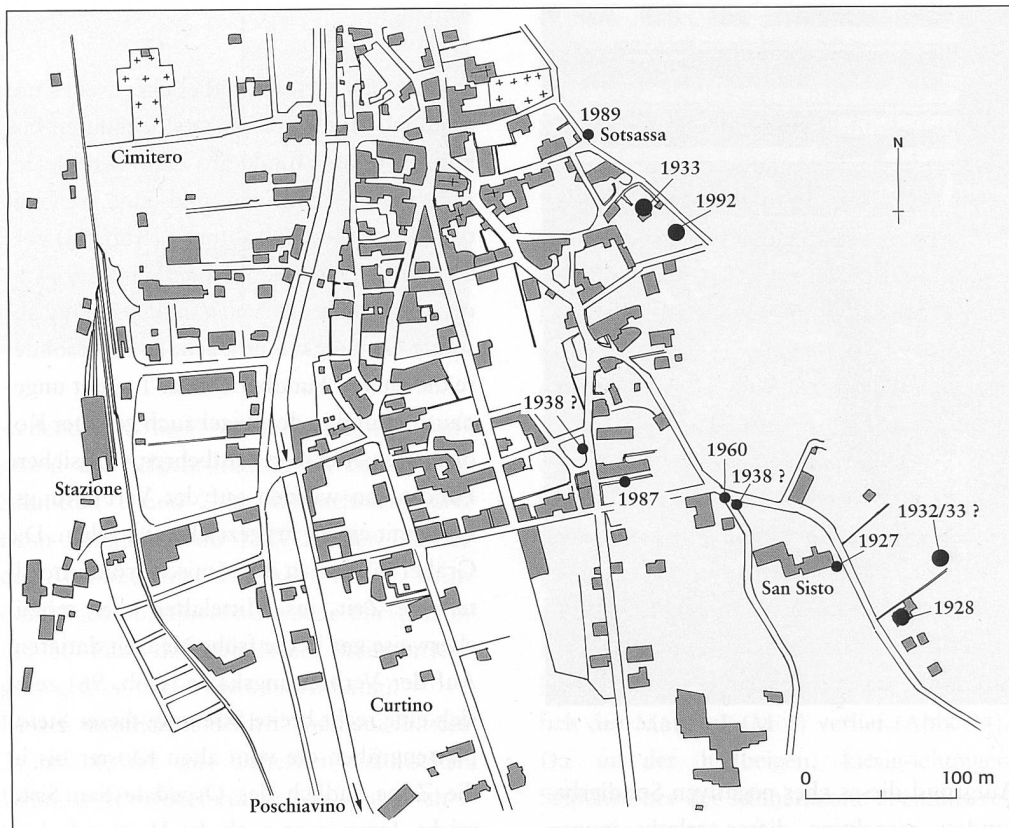 1989
Sotsassa
Cimitero
1933
N
1992
1938 ?
Stazione
1987
1960
1938 ?
1932/33 ?
1927
San Sisto
1928
Curtino
Poschiavino
0 100 m